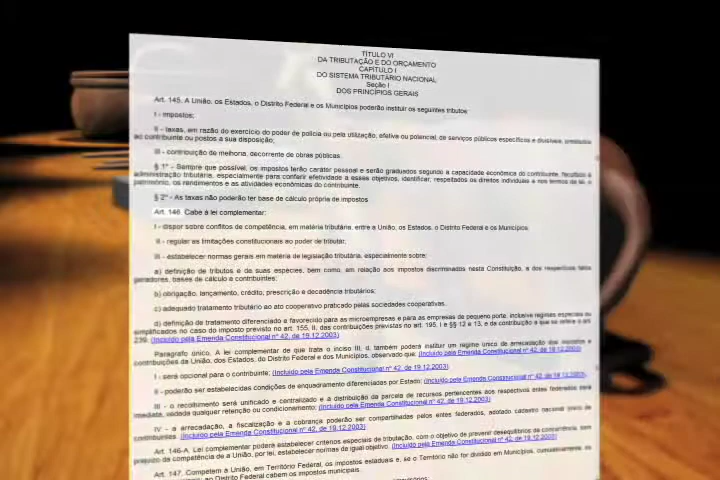 TÍTULO VI
DA TRIBUTAÇÃO E DO ORÇAMENTO
CAPÍTULO I
DO SISTEMA TRIBUTÁRIO NACIONAL
Seção I
DOS PRINCÍPIOS GERAIS
Art. 145. A União, os Estados, o Distrito Federal e os Municípios poderão instituir os seguintes tributos:
I - impostos;
II - taxas, em razão do exercício do poder de polícia ou pela utilização, efetiva ou potencial, de serviços públicos específicos e divisíveis, prestados
ao contribuinte ou postos a sua disposição;
III - contribuição de melhoria, decorrente de obras públicas.
§ 1º - Sempre que possível, os impostos terão caráter pessoal e serão graduados segundo a capacidade econômica do contribuinte, facultado à
administração tributária, especialmente para conferir efetividade a esses objetivos, identificar, respeitados os direitos individuais e nos termos da lei, o
patrimônio, os rendimentos e as atividades econômicas do contribuinte.
§ 2º - As taxas não poderão ter base de cálculo própria de impostos
Art. 146. Cabe à lei complementar:
I - dispor sobre conflitos de competência, em matéria tributária, entre a União, os Estados, o Distrito Federal e os Municípios;
II - regular as limitações constitucionais ao poder de tributar;
III - estabelecer normas gerais em matéria de legislação tributária, especialmente sobre:
a) definição de tributos e de suas espécies, bem como, em relação aos impostos discriminados nesta Constituição, a dos respectivos fatos
geradores, bases de cálculo e contribuintes;
b) obrigação, lançamento, crédito, prescrição e decadência tributários;
c) adequado tratamento tributário ao ato cooperativo praticado pelas sociedades cooperativas.
d) definição de tratamento diferenciado e favorecido para as microempresas e para as empresas de pequeno porte, inclusive regimes especiais ou
simplificados no caso do imposto previsto no art. 155, II, das contribuições previstas no art. 195, I e §§ 12 e 13, e da contribuição a que se refere o art.
239. (Incluído pela Emenda Constitucional nº 42, de 19.12.2003)
Parágrafo único. A lei complementar de que trata o inciso III, d, também poderá instituir um regime único de arrecadação dos impostos e
contribuições da União, dos Estados, do Distrito Federal e dos Municípios, observado que: (Incluído pela Emenda Constitucional nº 42, de 19.12.2003)
I - será opcional para o contribuinte; (Incluído pela Emenda Constitucional nº 42, de 19.12.2003)
II - poderão ser estabelecidas condições de enquadramento diferenciadas por Estado; (Incluído pela Emenda Constitucional nº 42, de 19.12.2003)
III - o recolhimento será unificado e centralizado e a distribuição da parcela de recursos pertencentes aos respectivos entes federados será
imediata, vedada qualquer retenção ou condicionamento; (Incluído pela Emenda Constitucional nº 42, de 19.12.2003)
IV - a arrecadação, a fiscalização e a cobrança poderão ser compartilhadas pelos entes federados, adotado cadastro nacional único de
contribuintes. (Incluído pela Emenda Constitucional nº 42, de 19.12.2003)
Art. 146-A. Lei complementar poderá estabelecer critérios especiais de tributação, com o objetivo de prevenir desequilíbrios da concorrência, sem
prejuízo da competência de a União, por lei, estabelecer normas de igual objetivo. (Incluído pela Emenda Constitucional nº 42, de 19.12.2003)
Art. 147. Competem à União, em Território Federal, os impostos estaduais e, se o Território não for dividido em Municípios, cumulativamente, os
ao Distrito Federal cabem os impostos municipais.